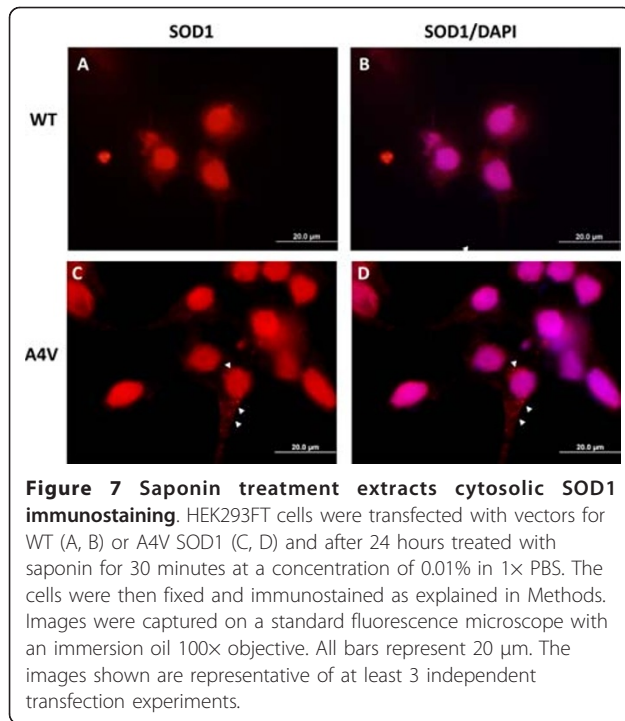 SOD1 SOD1/DAPI
A B
WT
20.0 µm 20.0 µm
C D
A4V
20.0 µm 20.0 µm
Figure 7 Saponin treatment extracts cytosolic SOD1
immunostaining. HEK293FT cells were transfected with vectors for
WT (A, B) or A4V SOD1 (C, D) and after 24 hours treated with
saponin for 30 minutes at a concentration of 0.01% in 1× PBS. The
cells were then fixed and immunostained as explained in Methods.
Images were captured on a standard fluorescence microscope with
an immersion oil 100× objective. All bars represent 20 μm. The
images shown are representative of at least 3 independent
transfection experiments.